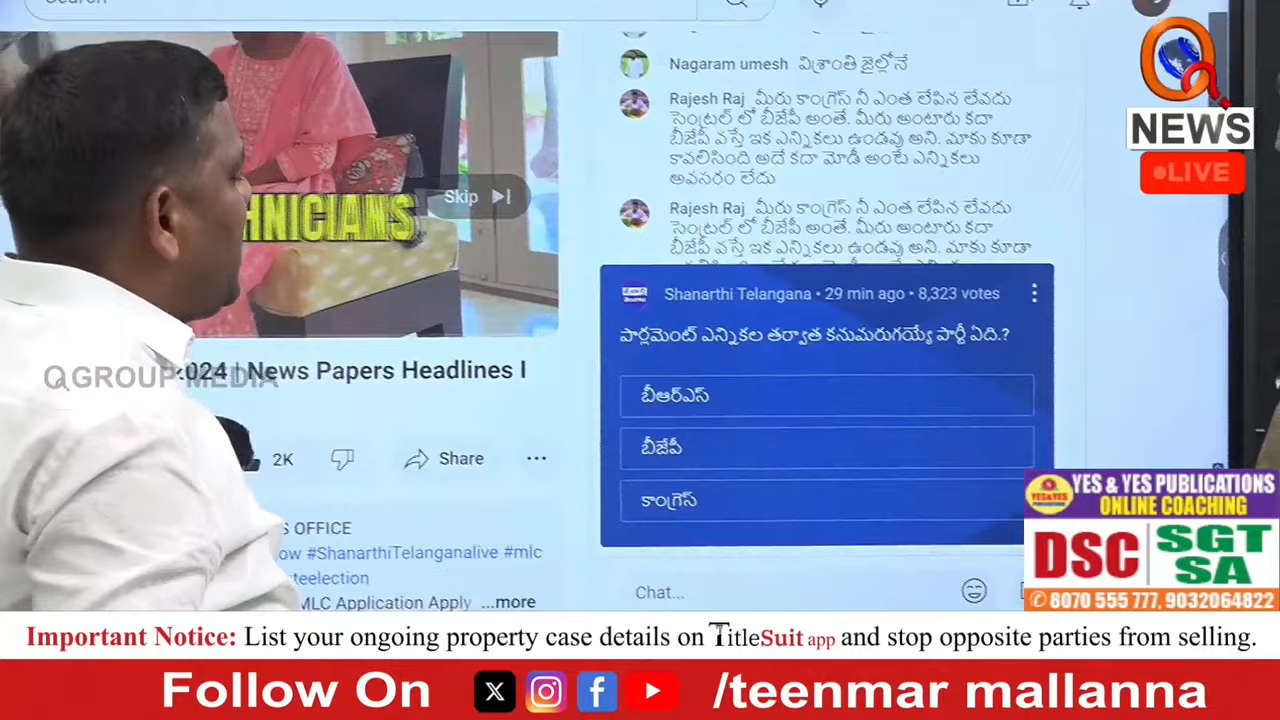 Search
Nagaram umesh విశ్రాంతి జైల్లోనే
Rajesh Raj మీరు కాంగ్రెస్ నీ ఎంత లేపిన లేవదు
సెంట్రల్ లో బీజేపీ అంతే. మీరు అంటారు కదా
బీజేపీ వస్తే ఇక ఎన్నికలు ఉండవు అని. మాకు కూడా
కావలిసింది అదే కదా మోడీ అంటే ఎన్నికలు
అవసరం లేదు
Rajesh Raj మీరు కాంగ్రెస్ నీ ఎంత లేపిన లేవదు
సెంట్రల్ లో బీజేపీ అంతే. మీరు అంటారు కదా
బీజేపీ వస్తే ఇక ఎన్నికలు ఉండవు అని. మాకు కూడా
Skip
HNICIANS
Shanarthi Telangana • 29 min ago • 8,323 votes
పార్లమెంట్ ఎన్నికల తర్వాత కనుమరుగయ్యే పార్టీ ఏది.?
బీఆర్ఎస్
బీజేపీ
కాంగ్రెస్
Chat...
2024 | News Papers Headlines |
QGROUP MEDIA
2K
Share
S OFFICE
ow #ShanarthiTelanganalive #mlc
teelection
MLC Application Apply ...more
Q
NEWS
LIVE
YES & YES PUBLICATIONS
ONLINE COACHING
YES&YES
DSC SGT
SA
8070 555 777, 9032064822
Important Notice: List your ongoing property case details on TitleSuit app and stop opposite parties from selling.
Follow On X f /teenmar mallanna